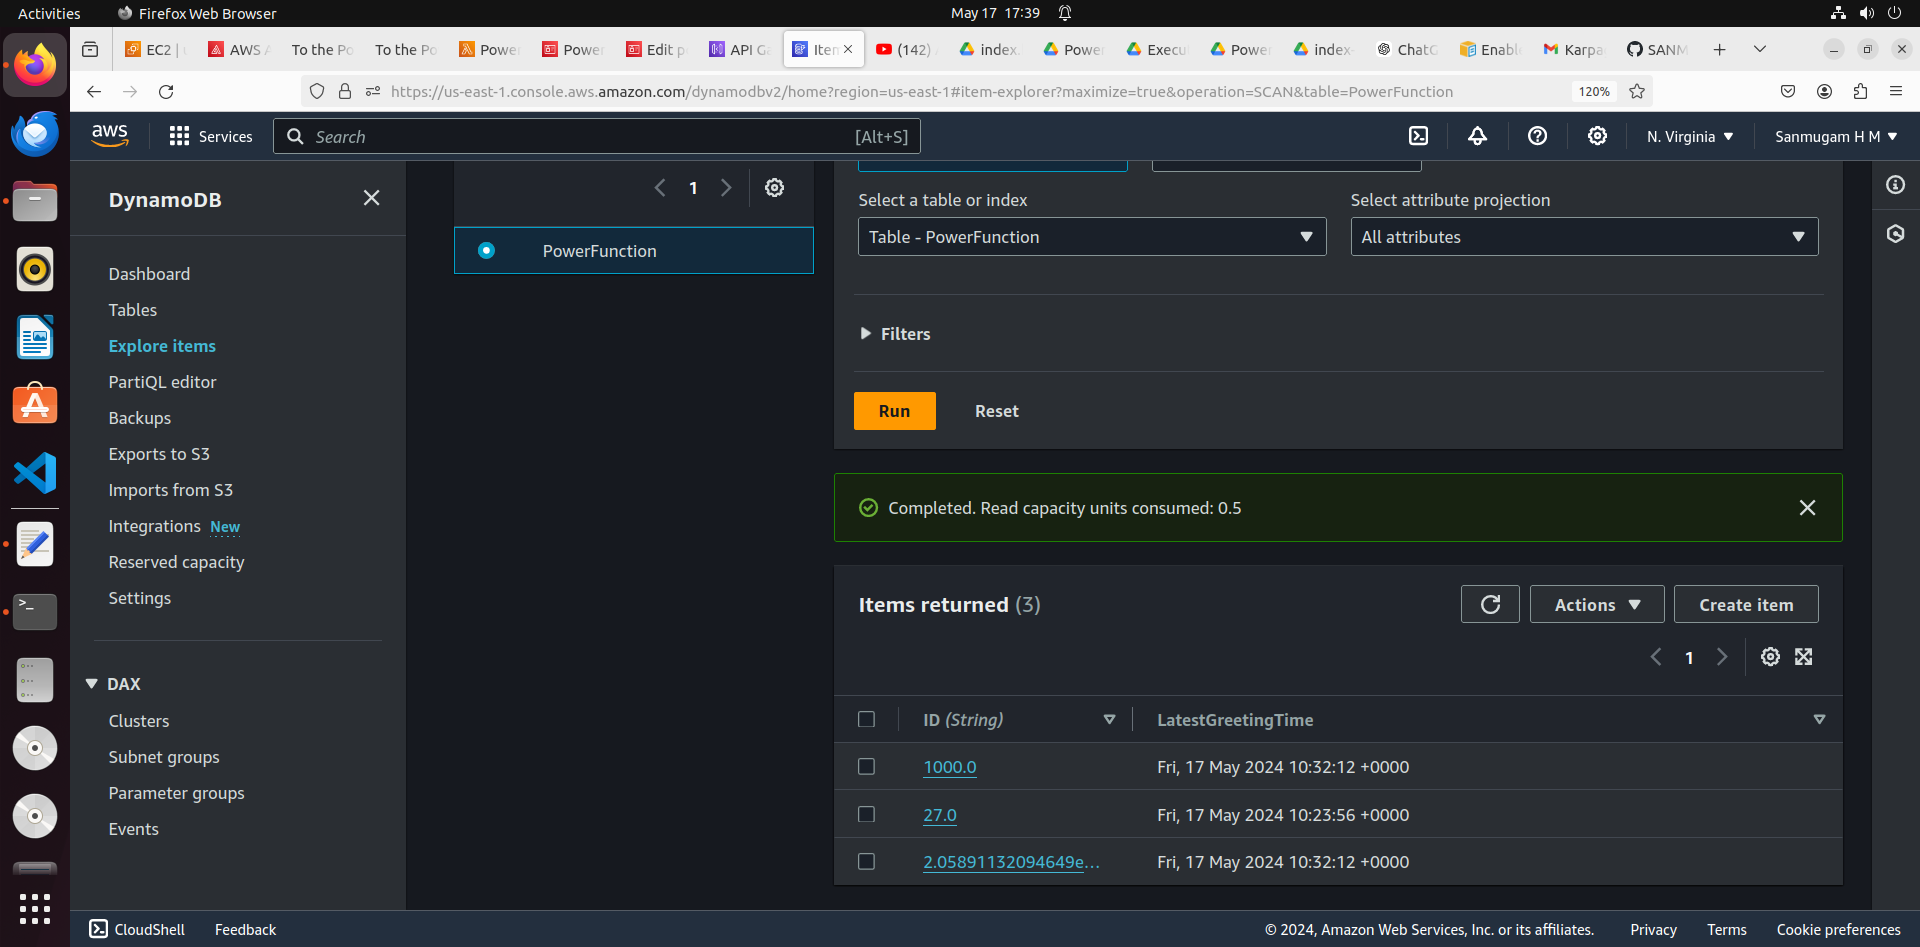 Activities
Firefox Web Browser
May 17 17:39
EC2 |
AWS
To the Po
To the Po
Power
Power
Edit p
API Ga
Item
(142)
index.
Power
Execu
Power
index
ChatG
Enabl
Gmail Karpa
SANM
https://us-east-1.console.aws.amazon.com/dynamodbv2/home?region=us-east-1#item-explorer?maximize=true&operation=SCAN&table=PowerFunction
120%
aws
Services
Search
[Alt+S]
N. Virginia
Sanmugam H M
DynamoDB
Dashboard
Tables
Explore items
PartiQL editor
Backups
Exports to S3
Imports from S3
Integrations New
Reserved capacity
Settings
DAX
Clusters
Subnet groups
Parameter groups
Events
1
PowerFunction
Select a table or index
Table - PowerFunction
Select attribute projection
All attributes
Filters
Run
Reset
Completed. Read capacity units consumed: 0.5
Items returned (3)
Actions
Create item
1
ID (String)
LatestGreetingTime
1000.0
Fri, 17 May 2024 10:32:12 +0000
27.0
Fri, 17 May 2024 10:23:56 +0000
2.05891132094649e…
Fri, 17 May 2024 10:32:12 +0000
CloudShell
Feedback
© 2024, Amazon Web Services, Inc. or its affiliates.
Privacy
Terms
Cookie preferences